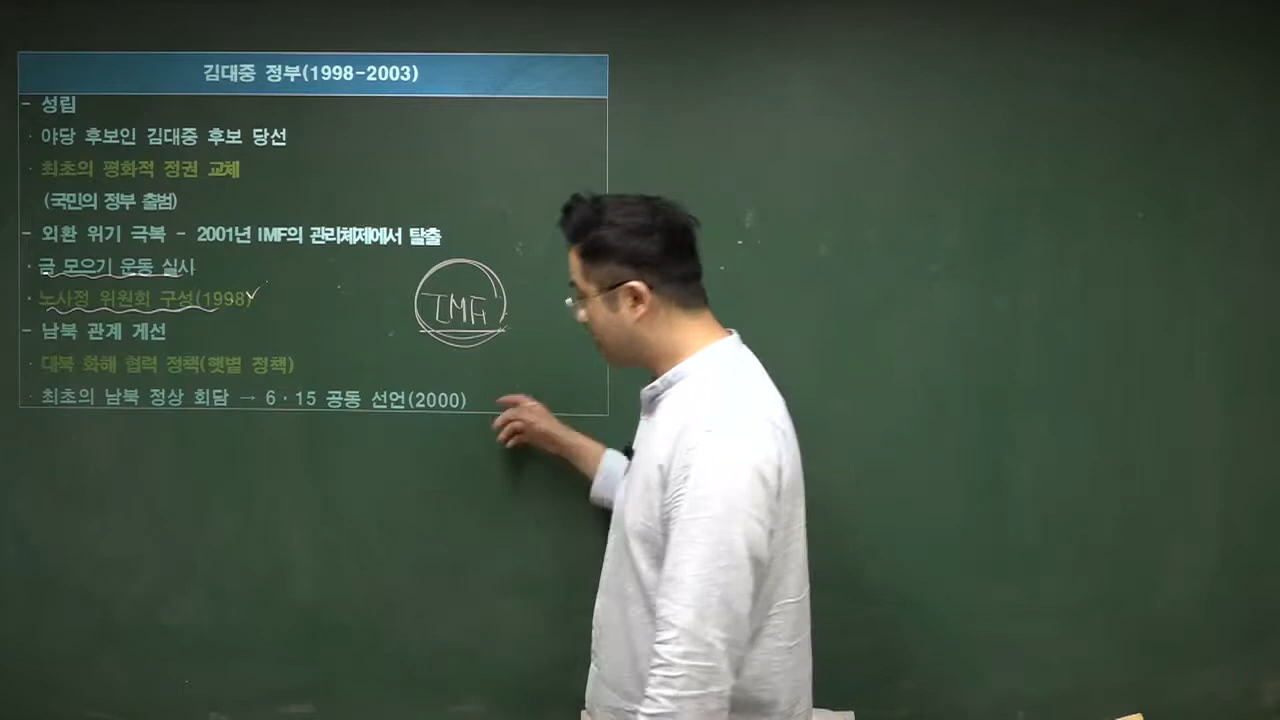 김대중 정부(1998-2003)
- 성립
· 야당 후보인 김대중 후보 당선
· 최초의 평화적 정권 교체
(국민의 정부 출범)
- 외환 위기 극복 - 2001년 IMF의 관리체제에서 탈출
· 금 모으기 운동 실시
· 노사정 위원회 구성(1998)
IMF
- 남북 관계 개선
· 대북 화해 협력 정책(햇볕 정책)
· 최초의 남북 정상 회담 → 6·15 공동 선언(2000)